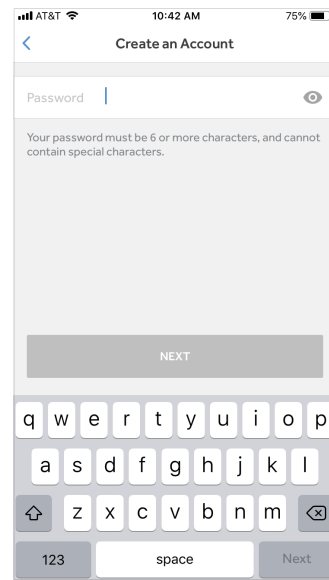 AT&T 10:42 AM 75%
Create an Account
Password
Your password must be 6 or more characters, and cannot
contain special characters.
NEXT
q w e r t y u i o p
a s d f g h j k l
z x c v b n m
123 space Next